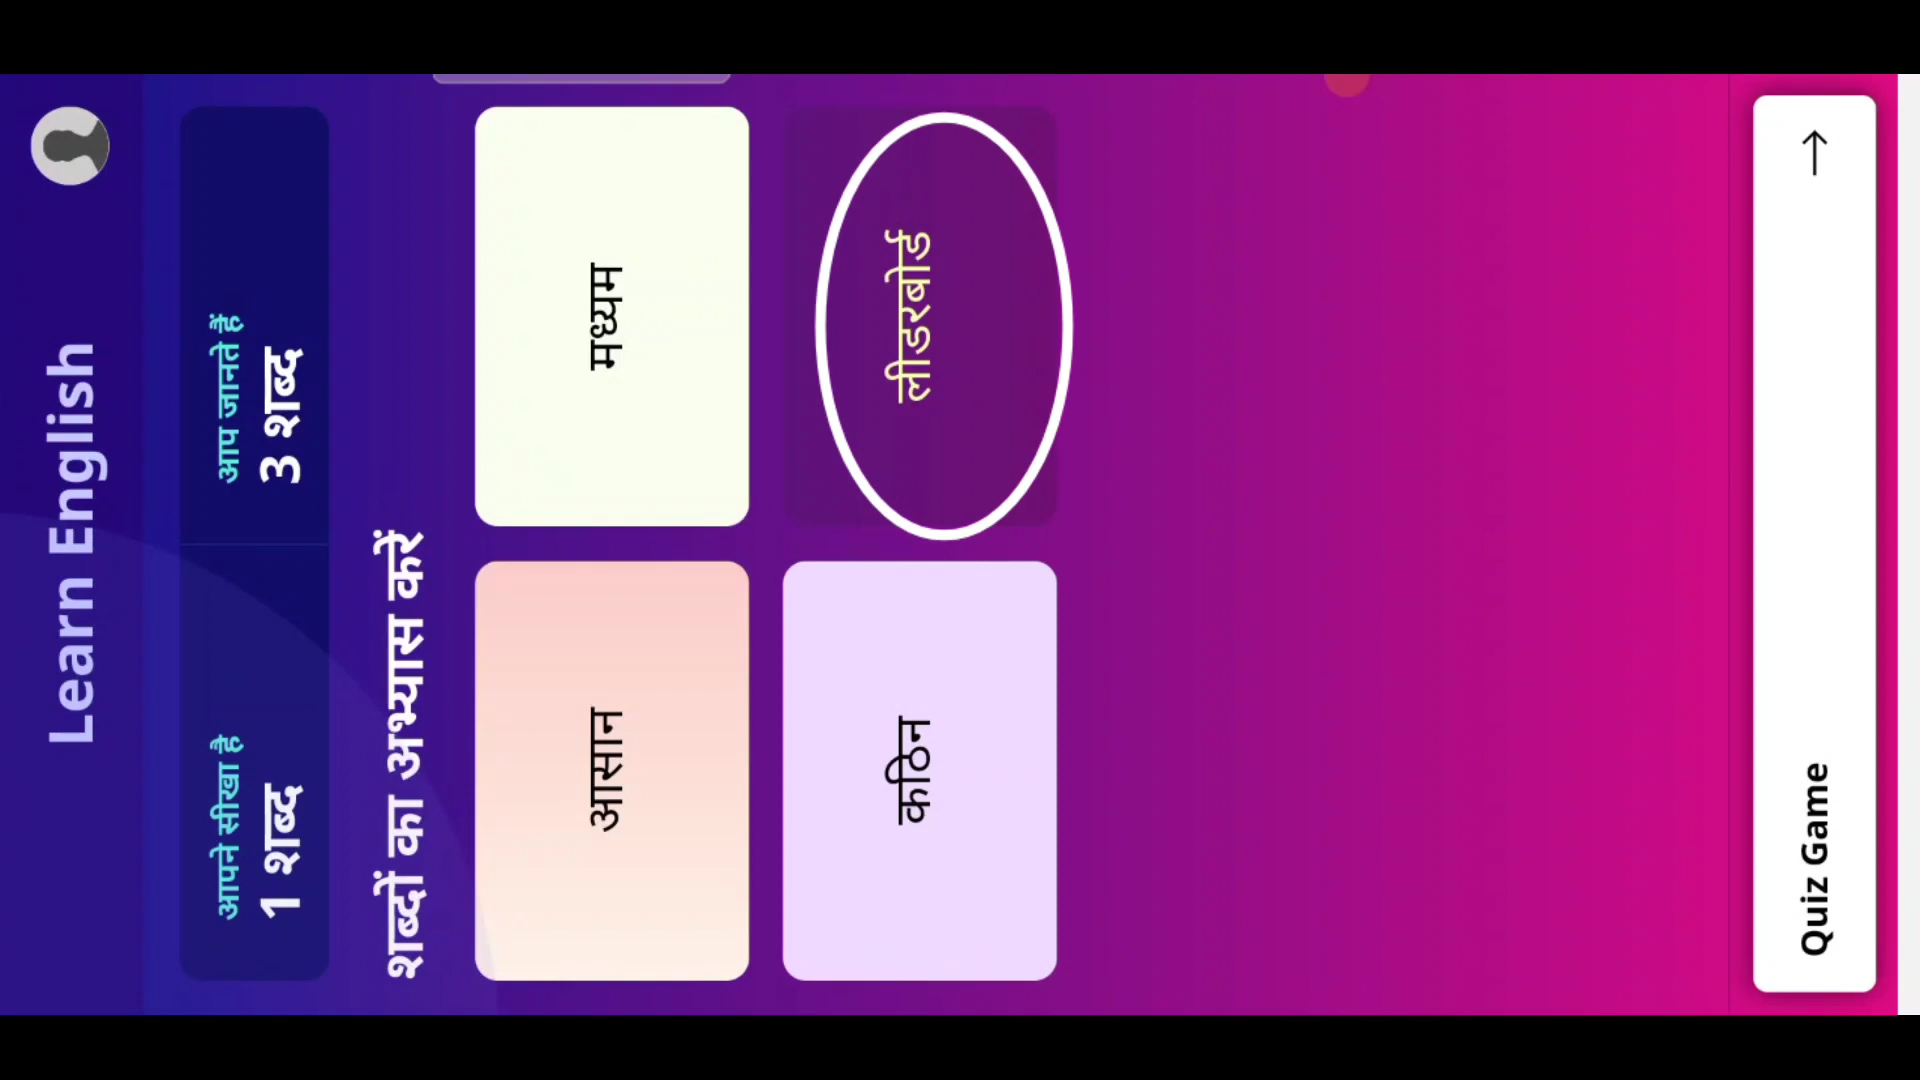 Learn English
आपने सीखा है
1 शब्द
आप जानते हैं
3 शब्द
शब्दों का अभ्यास करें
आसान
मध्यम
कठिन
लीडरबोर्ड
Quiz Game